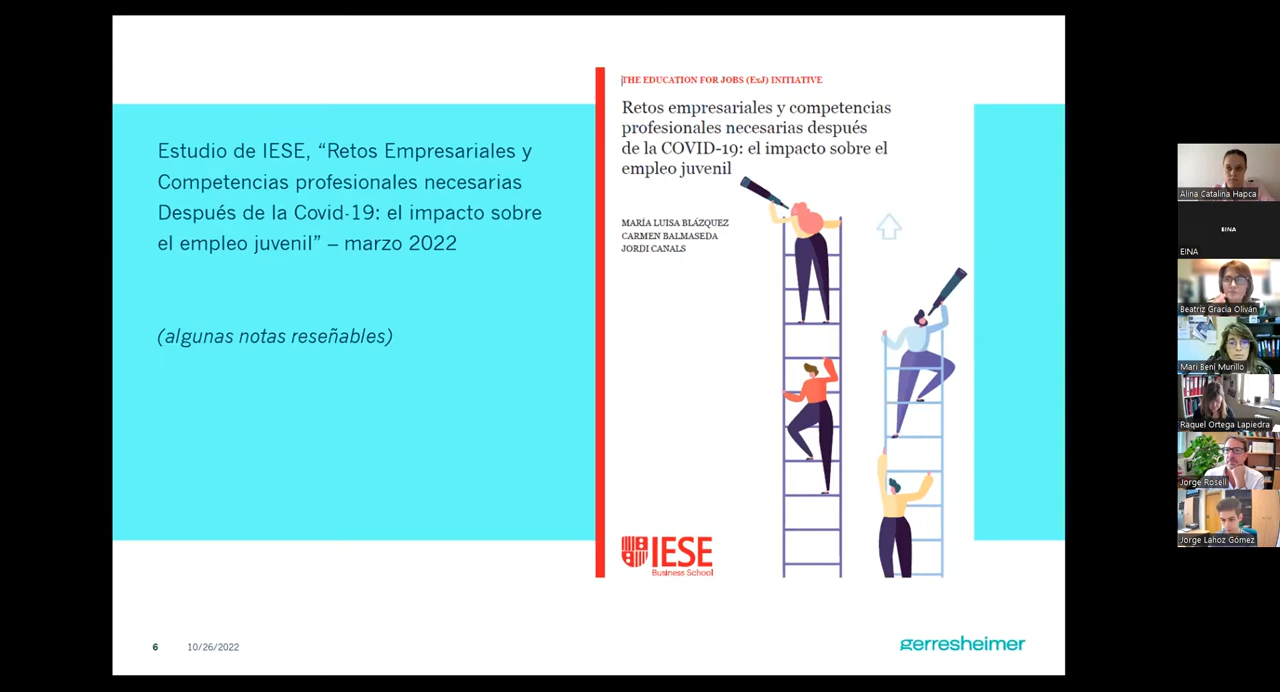 Estudio de IESE, “Retos Empresariales y
Competencias profesionales necesarias
Después de la Covid-19: el impacto sobre
el empleo juvenil” – marzo 2022
(algunas notas reseñables)
THE EDUCATION FOR JOBS (ExJ) INITIATIVE
Retos empresariales y competencias
profesionales necesarias después
de la COVID-19: el impacto sobre el
empleo juvenil
MARÍA LUISA BLÁZQUEZ
CARMEN BALMASEDA
JORDI CANALS
IESE
Business School
6 10/26/2022
gerresheimer
Alina Catalina Hapca
EINA
EINA
Beatriz Gracia Oliván
Mari Beni Murillo
Raquel Ortega Lapiedra
Jorge Rosell
Jorge Lahoz Gómez